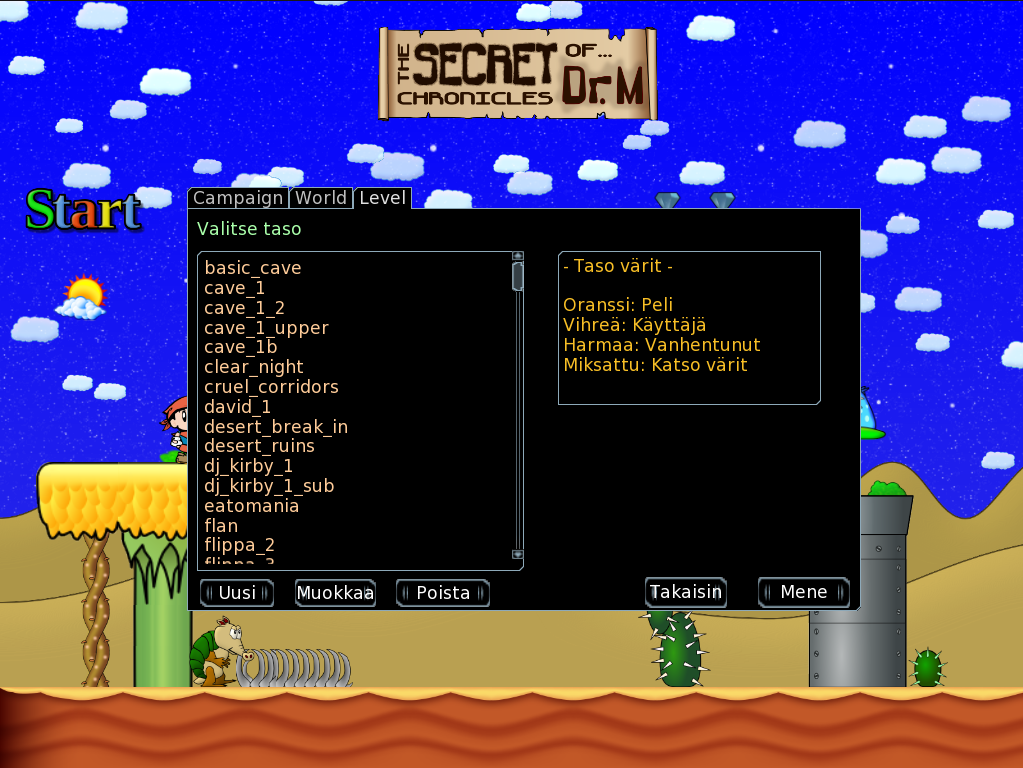 THE SECRET OF...
CHRONICLES Dr.M
Start
Campaign World Level
Valitse taso
basic_cave
cave_1
cave_1_2
cave_1_upper
cave_1b
clear_night
cruel_corridors
david_1
desert_break_in
desert_ruins
dj_kirby_1
dj_kirby_1_sub
eatomania
flan
flippa_2
flippa_3
- Taso värit -
Oranssi: Peli
Vihreä: Käyttäjä
Harmaa: Vanhentunut
Miksattu: Katso värit
Uusi Muokkaa Poista Takaisin Mene